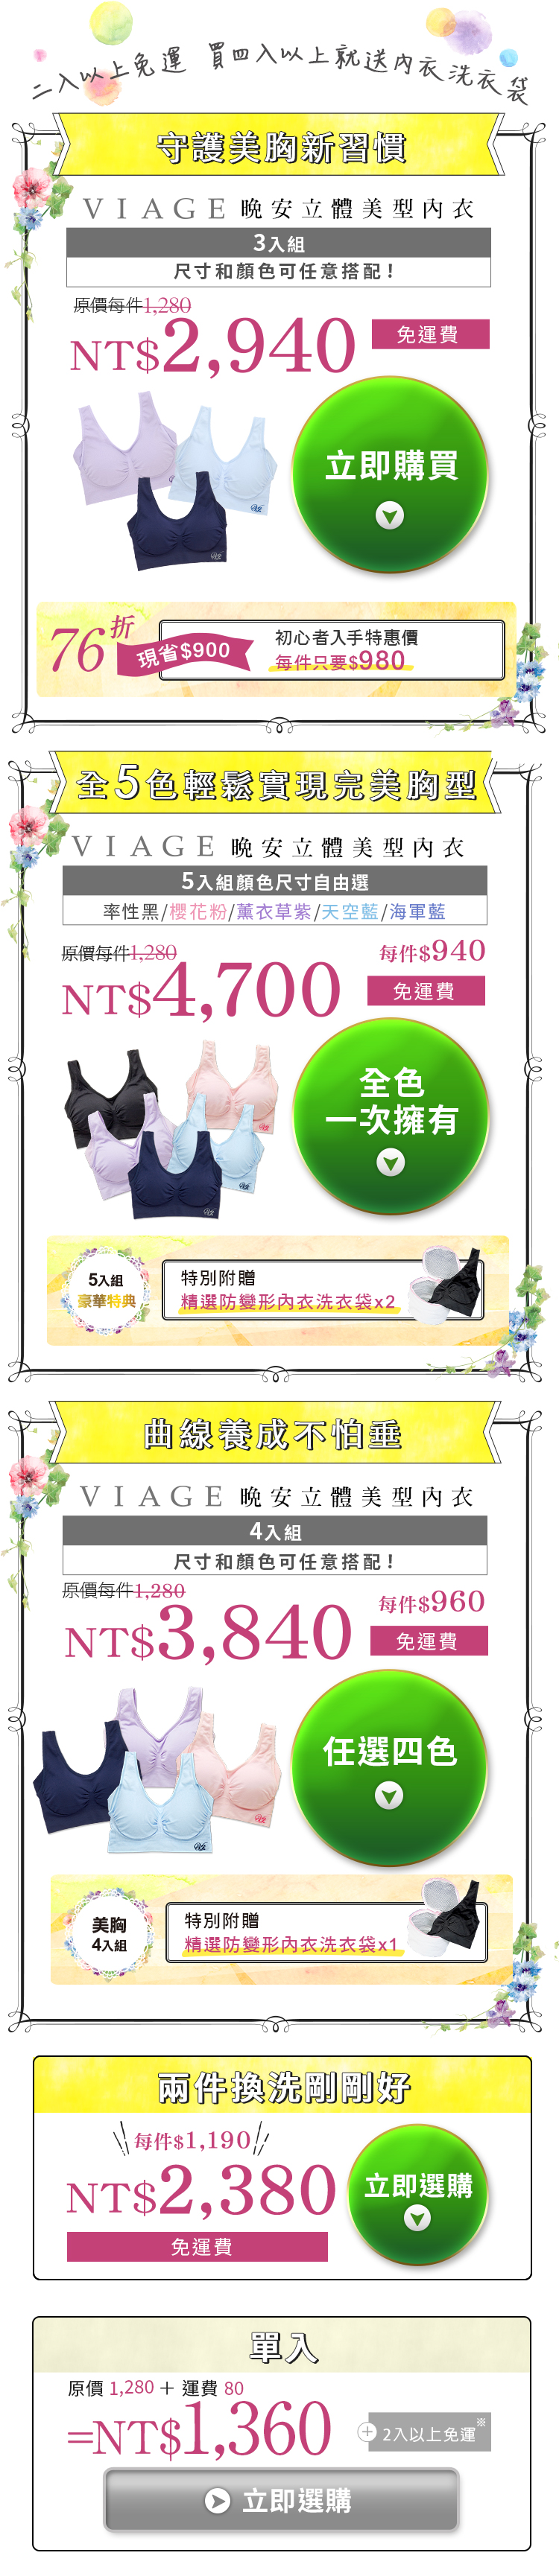 二入以上免運 買四入以上就送內衣洗衣袋
守護美胸新習慣
VIAGE 晚安立體美型內衣
3入組
尺寸和顏色可任意搭配！
原價每件1,280
NT$2,940 免運費
立即購買
76折 現省$900
初心者入手特惠價
每件只要$980
全5色輕鬆實現完美胸型
VIAGE 晚安立體美型內衣
5入組顏色尺寸自由選
率性黑/櫻花粉/薰衣草紫/天空藍/海軍藍
原價每件1,280 每件$940
NT$4,700 免運費
全色
一次擁有
5入組
豪華特典
特別附贈
精選防變形內衣洗衣袋x2
曲線養成不怕垂
VIAGE 晚安立體美型內衣
4入組
尺寸和顏色可任意搭配！
原價每件1,280 每件$960
NT$3,840 免運費
任選四色
美胸
4入組
特別附贈
精選防變形內衣洗衣袋x1
兩件換洗剛剛好
每件$1,190
NT$2,380
免運費
立即選購
單入
原價 1,280＋ 運費 80
=NT$1,360 + 2入以上免運※
立即選購